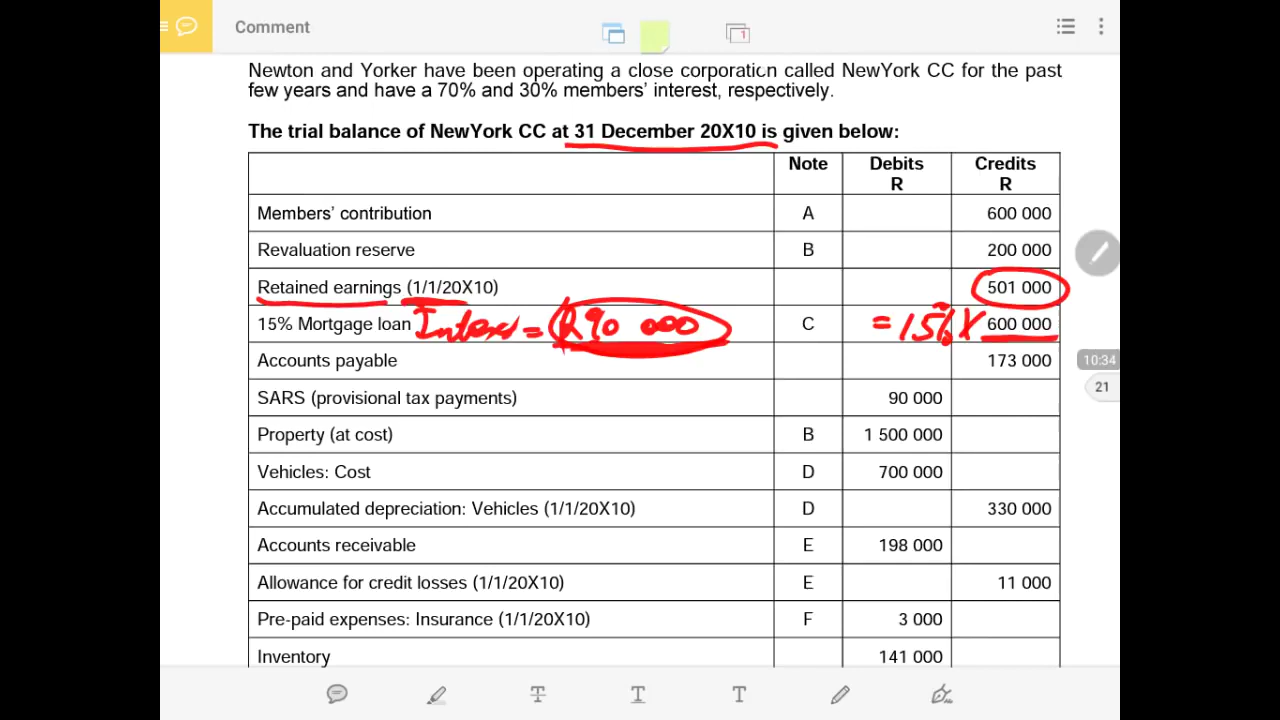 Comment
1
Newton and Yorker have been operating a close corporation called NewYork CC for the past
few years and have a 70% and 30% members' interest, respectively.
The trial balance of NewYork CC at 31 December 20X10 is given below:
Note Debits Credits
R R
Members' contribution A 600 000
Revaluation reserve B 200 000
Retained earnings (1/1/20X10) 501 000
15% Mortgage loan Interest = R90 000 C = 15% X 600 000
Accounts payable 173 000
10:34
SARS (provisional tax payments) 90 000
21
Property (at cost) B 1 500 000
Vehicles: Cost D 700 000
Accumulated depreciation: Vehicles (1/1/20X10) D 330 000
Accounts receivable E 198 000
Allowance for credit losses (1/1/20X10) E 11 000
Pre-paid expenses: Insurance (1/1/20X10) F 3 000
Inventory 141 000
T T T